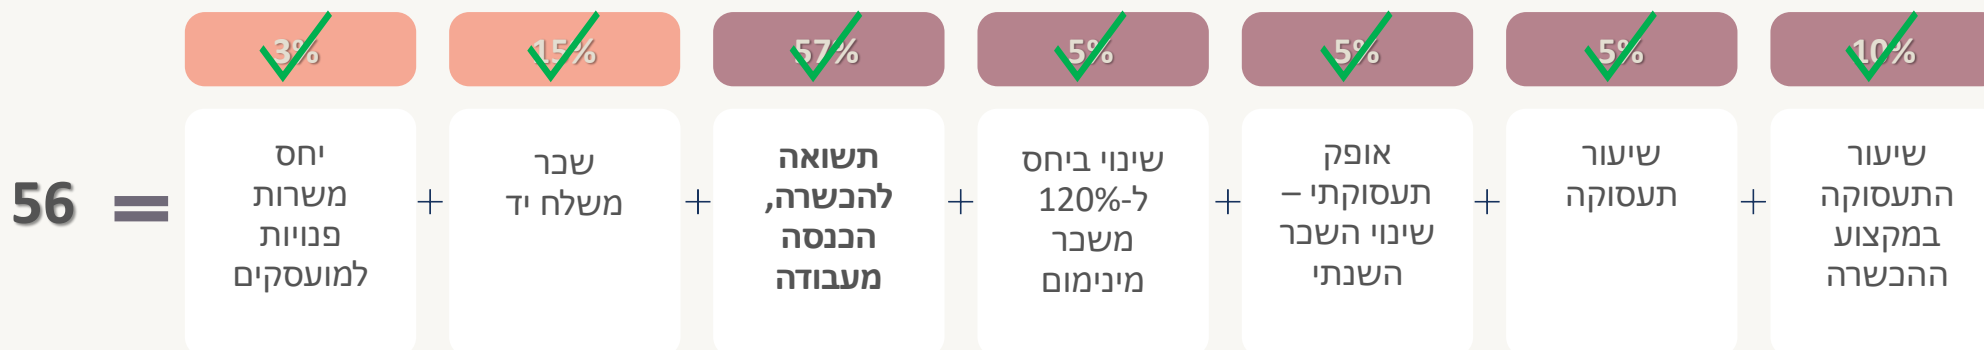 10%
5%
5%
5%
57%
15%
3%
שיעור
התעסוקה
במקצוע
ההכשרה
+
שיעור
תעסוקה
+
אופק
תעסוקתי –
שינוי השכר
השנתי
+
שינוי ביחס
ל-120%
משכר
מינימום
+
תשואה
להכשרה,
הכנסה
מעבודה
+
שכר
משלח יד
+
יחס
משרות
פנויות
למועסקים
=
56